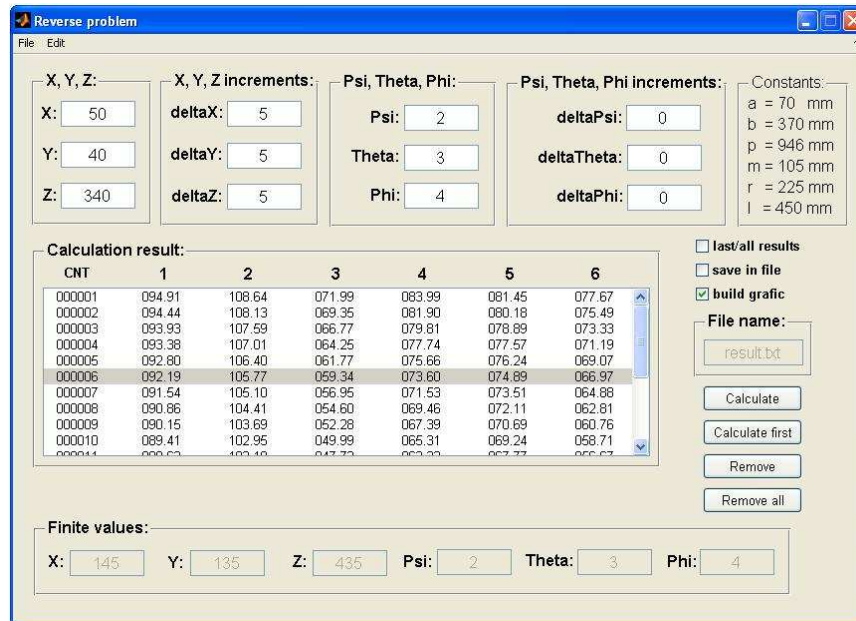 Reverse problem
File Edit
X, Y, Z:
X: 50
Y: 40
Z: 340
X, Y, Z increments:
deltaX: 5
deltaY: 5
deltaZ: 5
Psi, Theta, Phi:
Psi: 2
Theta: 3
Phi: 4
Psi, Theta, Phi increments:
deltaPsi: 0
deltaTheta: 0
deltaPhi: 0
Constants:
a = 70 mm
b = 370 mm
p = 946 mm
m = 105 mm
r = 225 mm
l = 450 mm
Calculation result:
CNT 1 2 3 4 5 6
000001 094.91 108.64 071.99 083.99 081.45 077.67
000002 094.44 108.13 069.35 081.90 080.18 075.49
000003 093.93 107.59 066.77 079.81 078.89 073.33
000004 093.38 107.01 064.25 077.74 077.57 071.19
000005 092.80 106.40 061.77 075.66 076.24 069.07
000006 092.19 105.77 059.34 073.60 074.89 066.97
000007 091.54 105.10 056.95 071.53 073.51 064.88
000008 090.86 104.41 054.60 069.46 072.11 062.81
000009 090.15 103.69 052.28 067.39 070.69 060.76
000010 089.41 102.95 049.99 065.31 069.24 058.71
last/all results
save in file
build grafic
File name:
result.txt
Calculate
Calculate first
Remove
Remove all
Finite values:
X: 145 Y: 135 Z: 435 Psi: 2 Theta: 3 Phi: 4